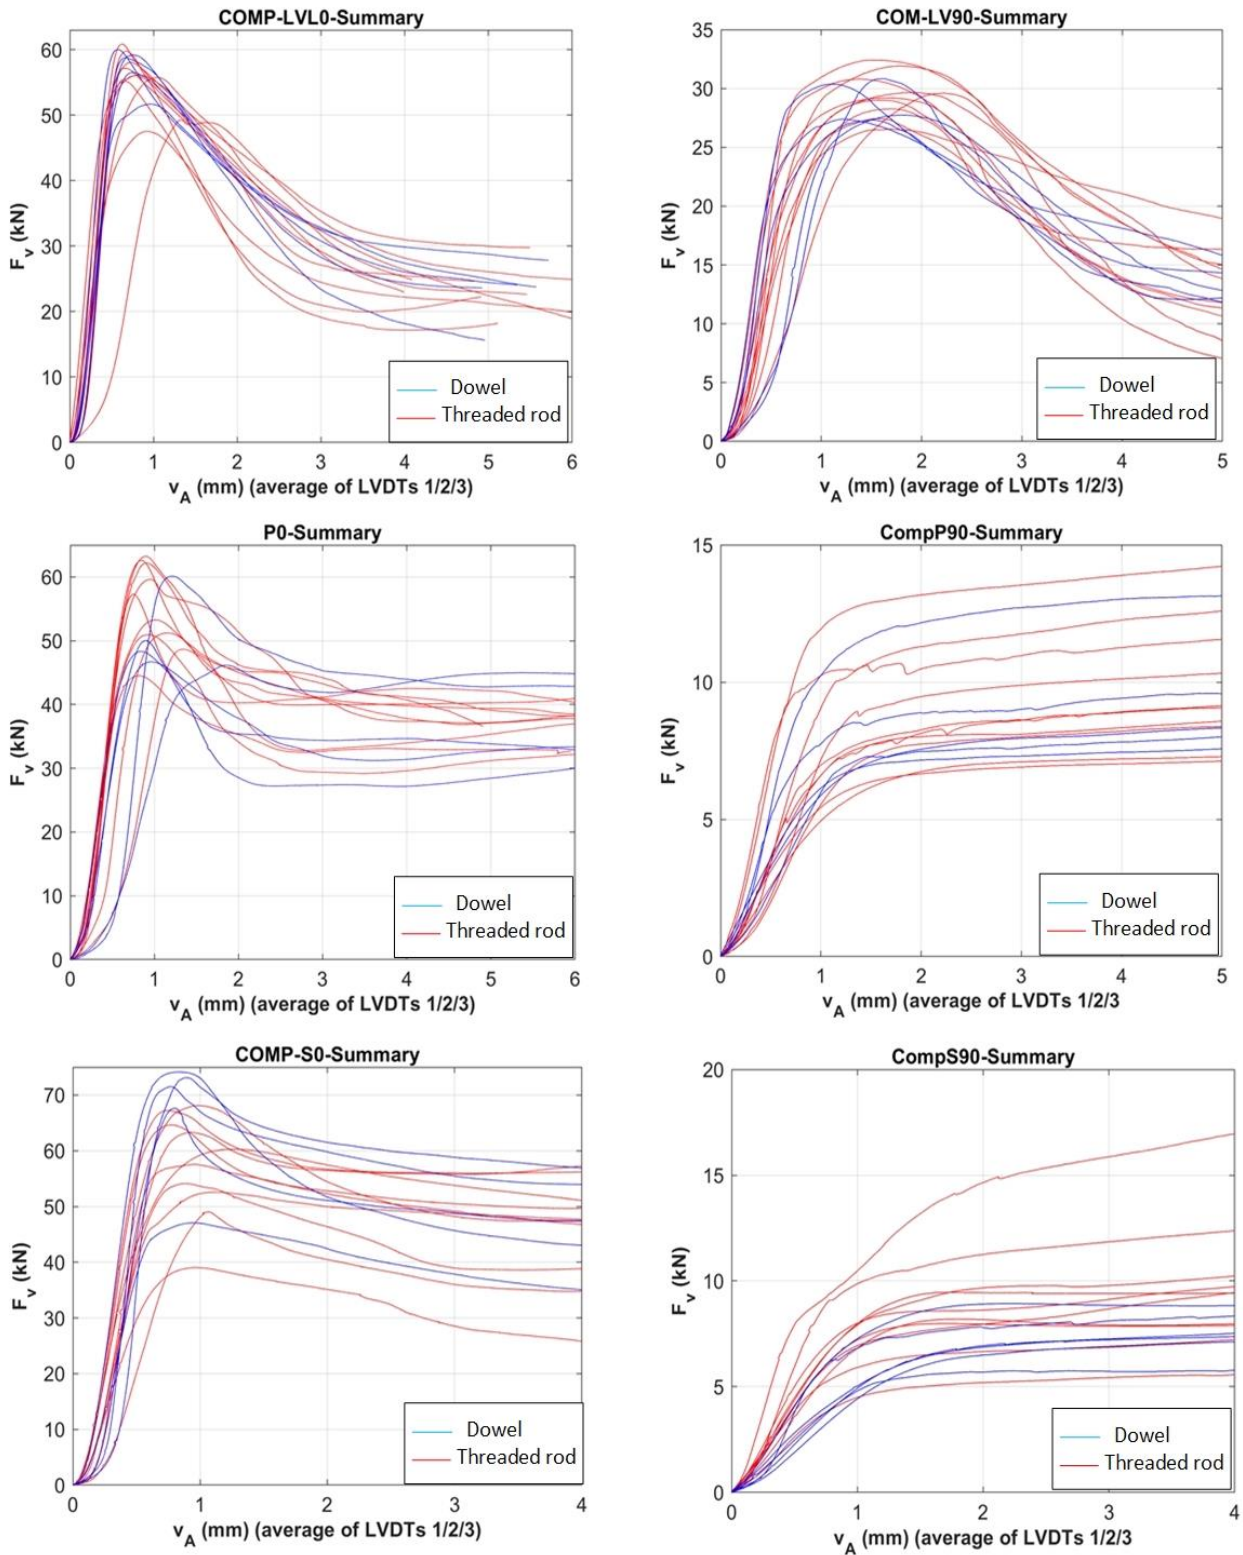 COMP-LVL0-Summary
60
50
40
30
20
10
0
F_v (kN)
Dowel
Threaded rod
0 1 2 3 4 5 6
v_A (mm) (average of LVDTs 1/2/3)
COM-LV90-Summary
35
30
25
20
15
10
5
0
F_v (kN)
Dowel
Threaded rod
0 1 2 3 4 5
v_A (mm) (average of LVDTs 1/2/3)
P0-Summary
60
50
40
30
20
10
0
F_v (kN)
Dowel
Threaded rod
0 1 2 3 4 5 6
v_A (mm) (average of LVDTs 1/2/3)
CompP90-Summary
15
10
5
0
F_v (kN)
Dowel
Threaded rod
0 1 2 3 4 5
v_A (mm) (average of LVDTs 1/2/3
COMP-S0-Summary
70
60
50
40
30
20
10
0
F_v (kN)
Dowel
Threaded rod
0 1 2 3 4
v_A (mm) (average of LVDTs 1/2/3)
CompS90-Summary
20
15
10
5
0
F_v (kN)
Dowel
Threaded rod
0 1 2 3 4
v_A (mm) (average of LVDTs 1/2/3